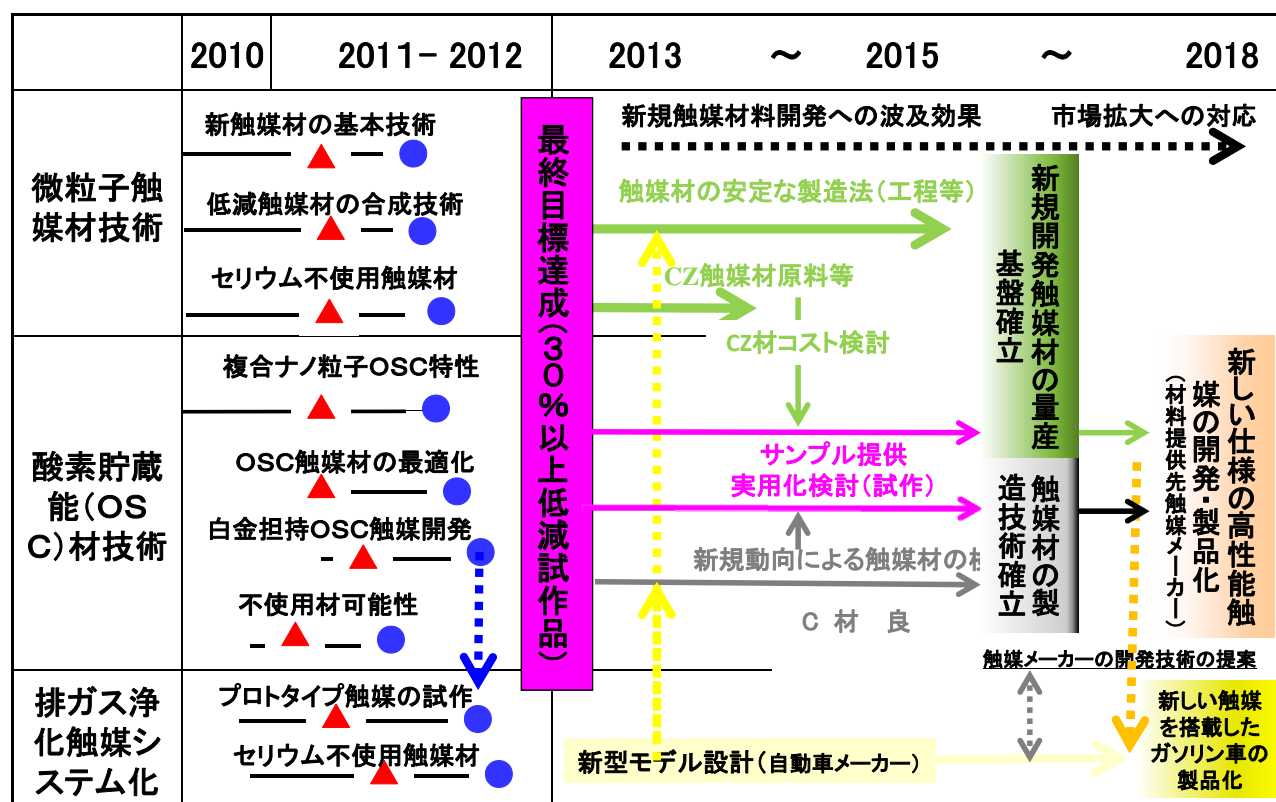 2010
2011－2012
2013 ～ 2015 ～ 2018
微粒子触
媒材技術
新触媒材の基本技術
低減触媒材の合成技術
セリウム不使用触媒材
酸素貯蔵
能(OS
C)材技術
複合ナノ粒子OSC特性
OSC触媒材の最適化
白金担持OSC触媒開発
不使用材可能性
排ガス浄
化触媒シ
ステム化
プロトタイプ触媒の試作
セリウム不使用触媒材
最終目標達成(30%以上低減試作品)
新規触媒材料開発への波及効果
市場拡大への対応
触媒材の安定な製造法(工程等)
CZ触媒材原料等
CZ材コスト検討
サンプル提供
実用化検討(試作)
新規動向による触媒材の
C 材 良
新規開発触媒材の量産
基盤確立
触媒材の製
造技術確立
新しい仕様の高性能触
媒の開発・製品化
(材料提供先触媒メーカー)
触媒メーカーの開発技術の提案
新型モデル設計(自動車メーカー)
新しい触媒
を搭載した
ガソリン車の
製品化